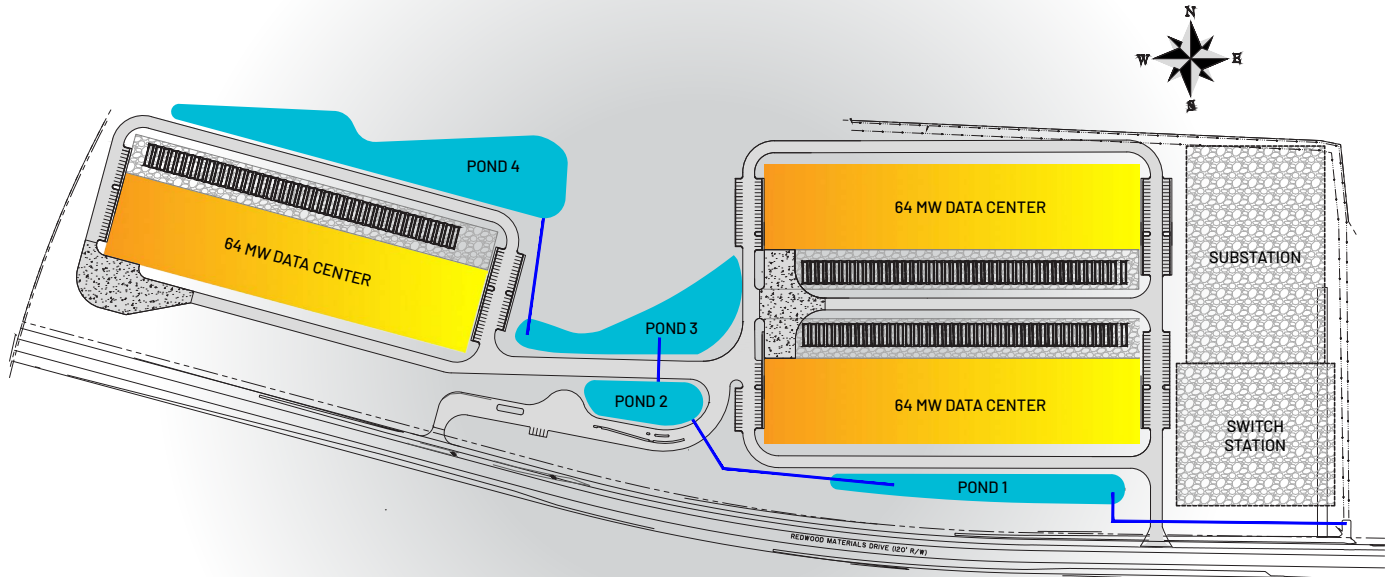 N
W
E
S
POND 4
64 MW DATA CENTER
64 MW DATA CENTER
SUBSTATION
POND 3
POND 2
64 MW DATA CENTER
SWITCH
STATION
POND 1
REDWOOD MATERIALS DRIVE (120' R/W)